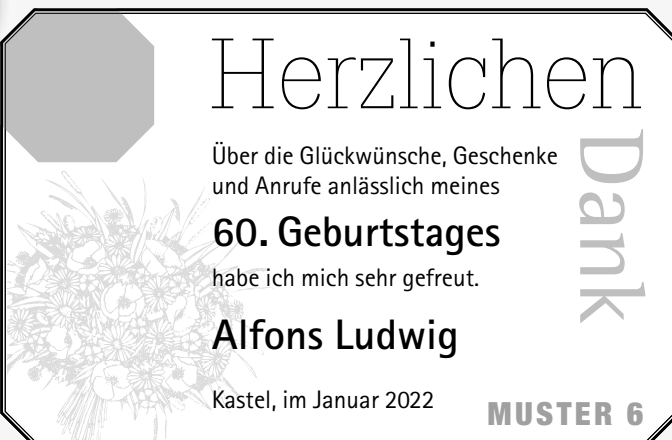 Herzlichen
Dank
Über die Glückwünsche, Geschenke
und Anrufe anlässlich meines
60. Geburtstages
habe ich mich sehr gefreut.
Alfons Ludwig
Kastel, im Januar 2022
MUSTER 6